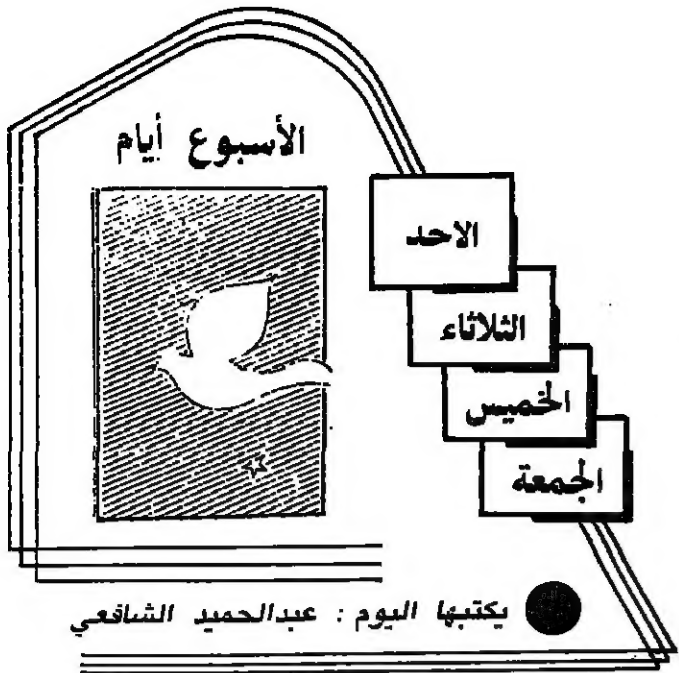 الأسبوع أيام
الاحد
الثلاثاء
الخميس
الجمعة
يكتبها اليوم : عبدالحميد الشافعي